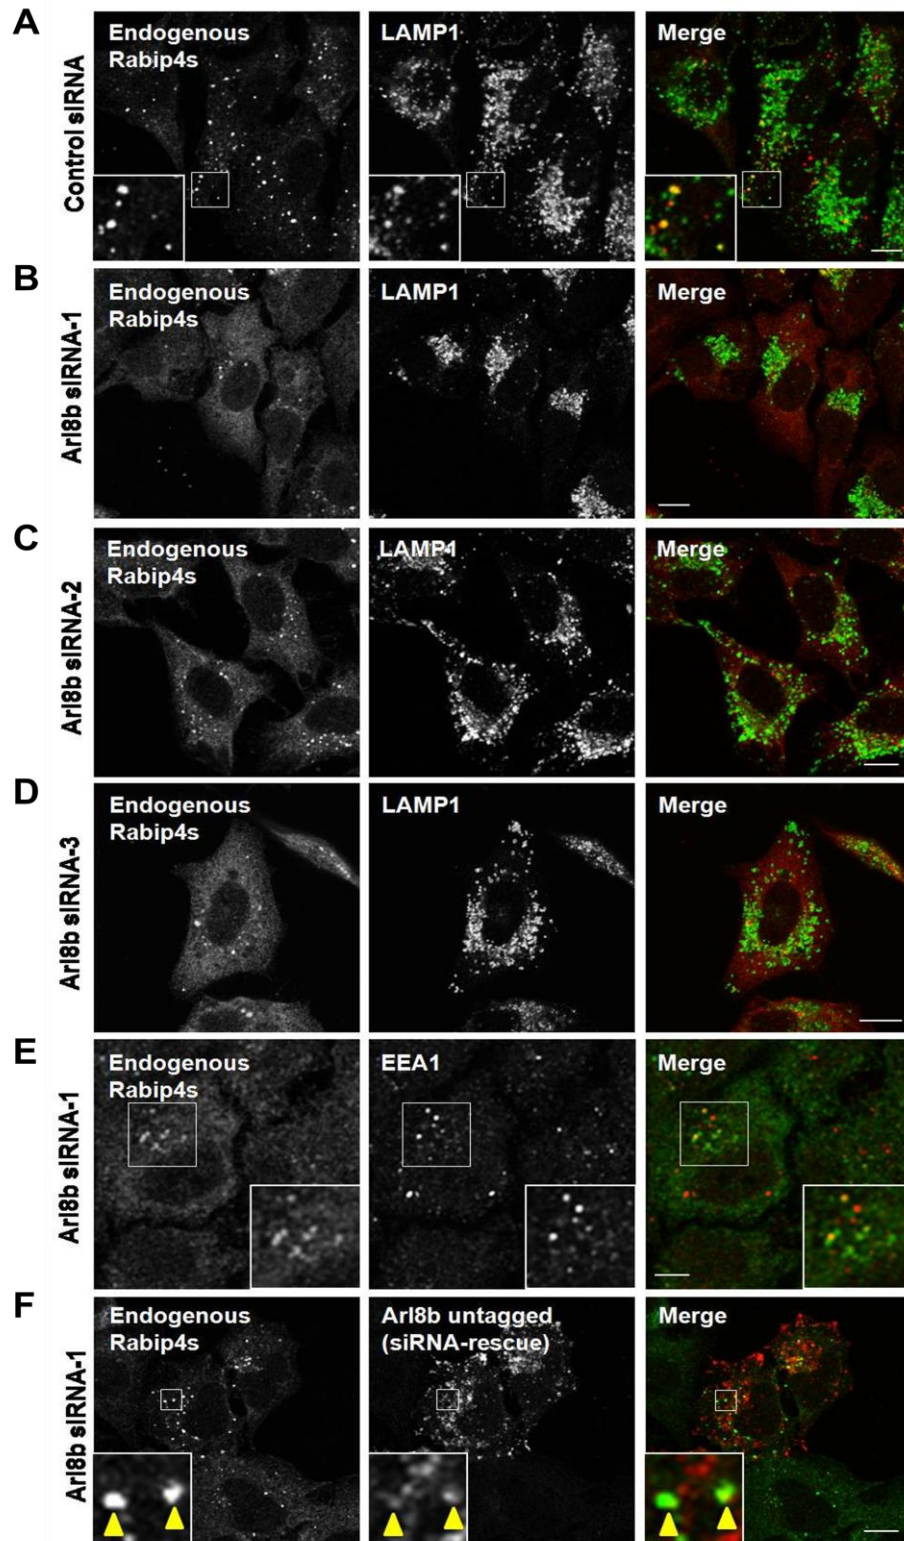 A
Control siRNA
Endogenous
Rabip4s
LAMP1
Merge
B
Arl8b siRNA-1
Endogenous
Rabip4s
LAMP1
Merge
C
Arl8b siRNA-2
Endogenous
Rabip4s
LAMP1
Merge
D
Arl8b siRNA-3
Endogenous
Rabip4s
LAMP1
Merge
E
Arl8b siRNA-1
Endogenous
Rabip4s
EEA1
Merge
F
Arl8b siRNA-1
Endogenous
Rabip4s
Arl8b untagged
(siRNA-rescue)
Merge